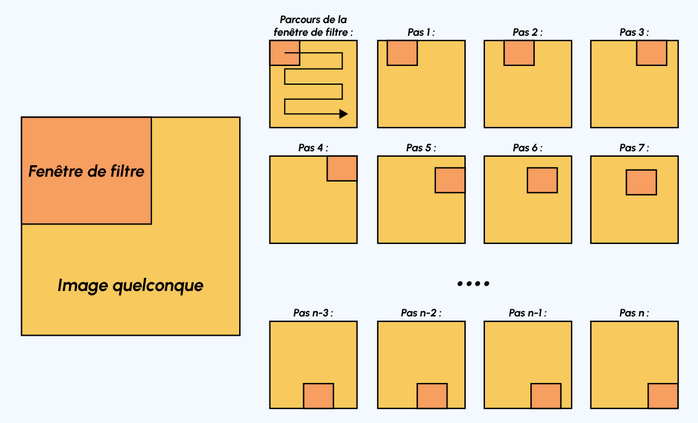 Parcours de la
fenêtre de filtre :
Pas 1 :
Pas 2 :
Pas 3 :
Fenêtre de filtre
Image quelconque
Pas 4 :
Pas 5 :
Pas 6 :
Pas 7 :
....
Pas n-3 :
Pas n-2 :
Pas n-1 :
Pas n :